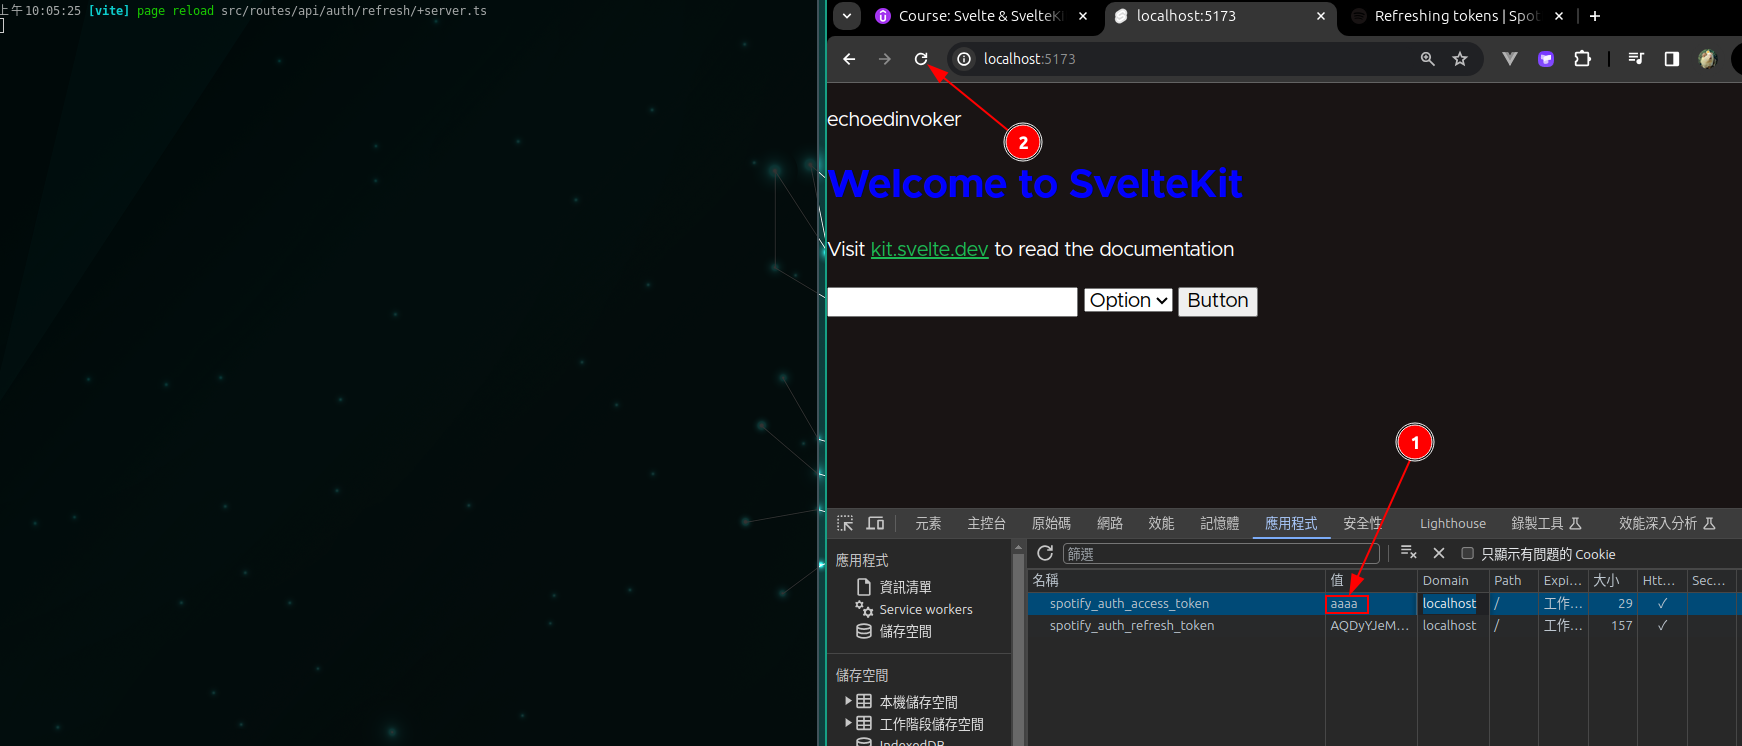 上午10:05:25 [vite] page reload src/routes/api/auth/refresh/+server.ts
Course: Svelte & SvelteKi
localhost:5173
Refreshing tokens | Spot
localhost:5173
echoedinvoker
2
Welcome to SvelteKit
Visit kit.svelte.dev to read the documentation
Option
Button
1
元素 主控台 原始碼 網路 效能 記憶體 應用程式 安全性 Lighthouse 錄製工具 效能深入分析
應用程式
資訊清單
Service workers
儲存空間
儲存空間
本機儲存空間
工作階段儲存空間
IndexedDB
篩選
只顯示有問題的 Cookie
名稱 值 Domain Path Expi... 大小 Htt... Sec...
spotify_auth_access_token aaaa localhost / 工作... 29 ✓
spotify_auth_refresh_token AQDyYJeM... localhost / 工作... 157 ✓